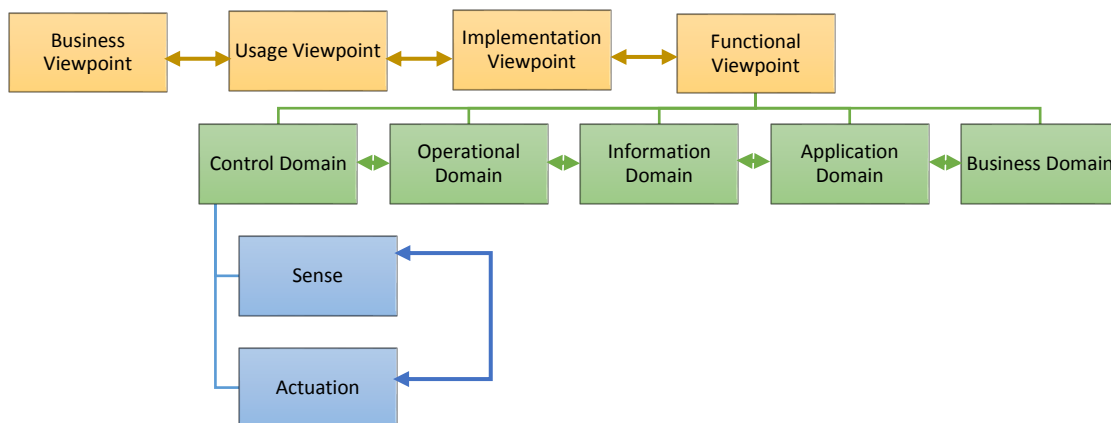 Business
Viewpoint
Usage Viewpoint
Implementation
Viewpoint
Functional
Viewpoint
Control Domain
Operational
Domain
Information
Domain
Application
Domain
Business Domain
Sense
Actuation